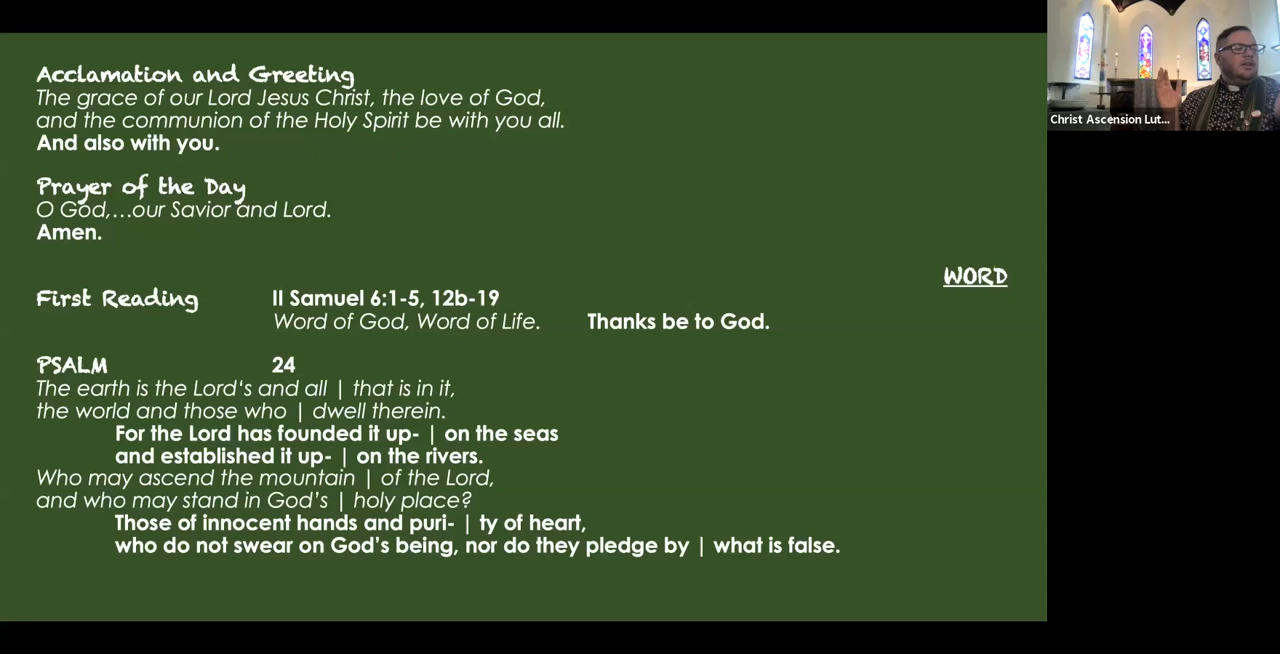 Acclamation and Greeting
The grace of our Lord Jesus Christ, the love of God,
and the communion of the Holy Spirit be with you all.
And also with you.
Prayer of the Day
O God,...our Savior and Lord.
Amen.
WORD
First Reading II Samuel 6:1-5, 12b-19
Word of God, Word of Life. Thanks be to God.
PSALM 24
The earth is the Lord's and all | that is in it,
the world and those who | dwell therein.
For the Lord has founded it up- | on the seas
and established it up- | on the rivers.
Who may ascend the mountain | of the Lord,
and who may stand in God's | holy place?
Those of innocent hands and puri- | ty of heart,
who do not swear on God's being, nor do they pledge by | what is false.
Christ Ascension Lut...